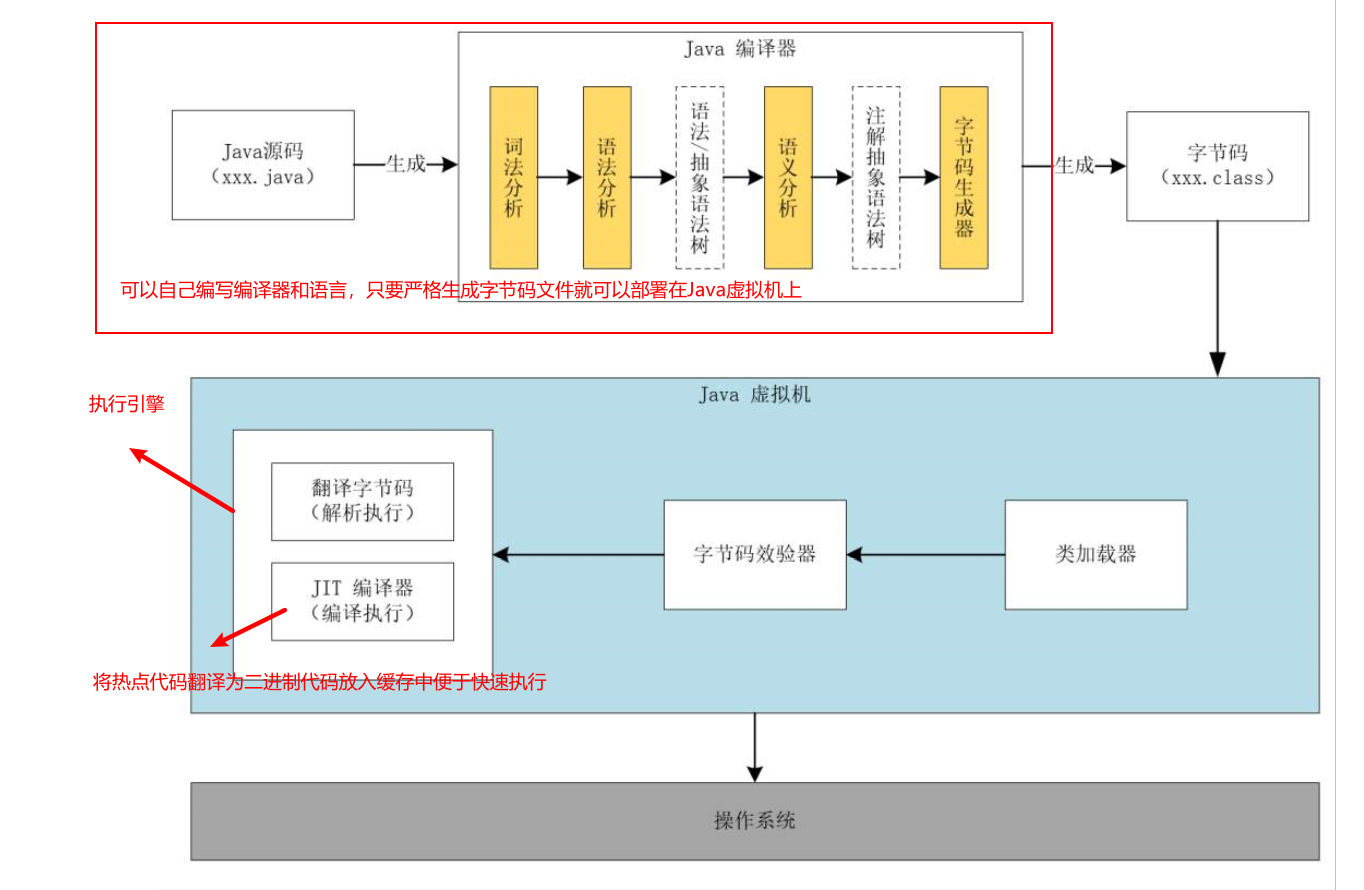 Java 编译器
Java源码
（xxx.java）
生成
词法分析
语法分析
语法/抽象语法树
语义分析
注解抽象语法树
字节码生成器
生成
字节码
（xxx.class）
可以自己编写编译器和语言，只要严格生成字节码文件就可以部署在Java虚拟机上
Java 虚拟机
执行引擎
翻译字节码
（解析执行）
JIT 编译器
（编译执行）
字节码效验器
类加载器
将热点代码翻译为二进制代码放入缓存中便于快速执行
操作系统